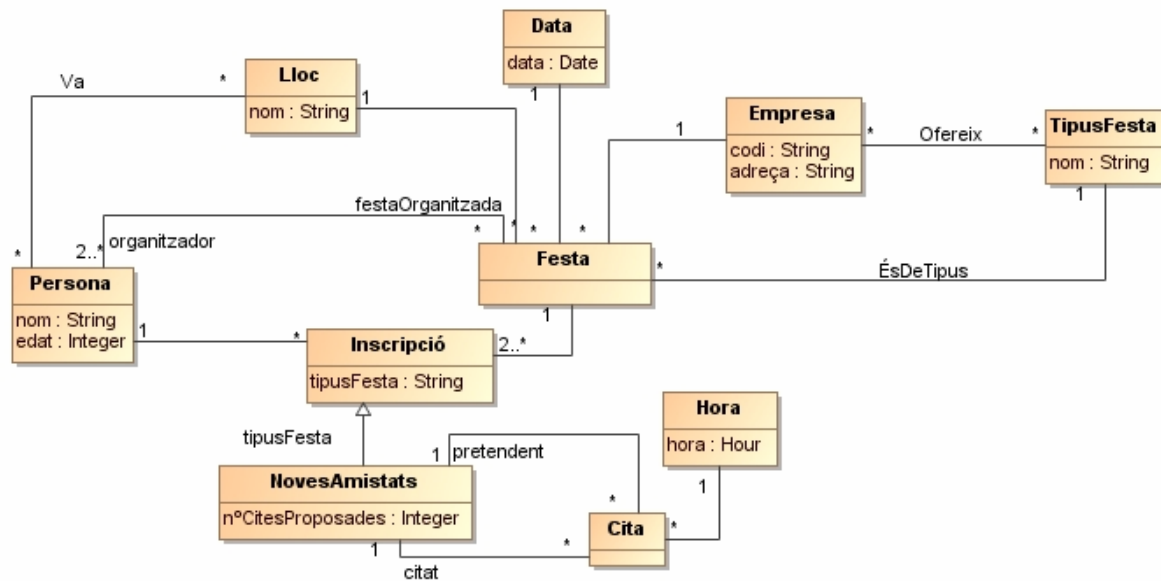 Data
data : Date
1
Va
*
Lloc
nom : String
1
Empresa
codi : String
adreça : String
1
*
Ofereix
*
TipusFesta
nom : String
1
festaOrganitzada
*
*
*
*
*
2..*
organitzador
Persona
nom : String
edat : Integer
1
*
Festa
*
ÉsDeTipus
1
2..*
Inscripció
tipusFesta : String
tipusFesta
Hora
hora : Hour
1
1
pretendent
*
NovesAmistats
nºCitesProposades : Integer
1
citat
*
Cita
*